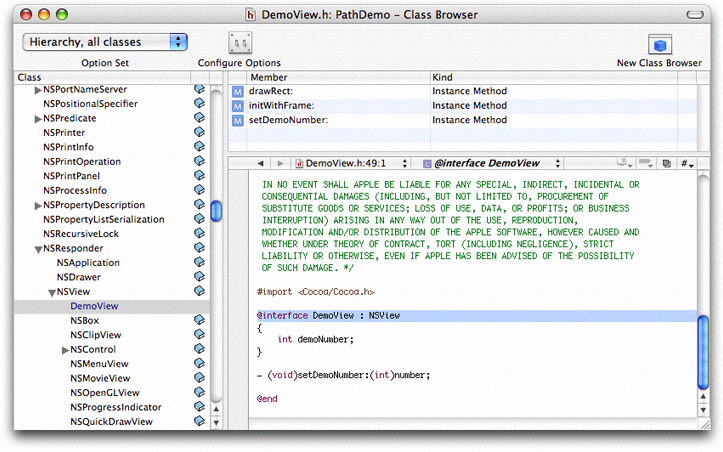 DemoView.h: PathDemo – Class Browser
Hierarchy, all classes
Option Set
Configure Options
New Class Browser
Class
NSPortNameServer
NSPositionalSpecifier
NSPredicate
NSPrinter
NSPrintInfo
NSPrintOperation
NSPrintPanel
NSProcessInfo
NSPropertyDescription
NSPropertyListSerialization
NSRecursiveLock
NSResponder
NSApplication
NSDrawer
NSView
DemoView
NSBox
NSClipView
NSControl
NSMenuView
NSMovieView
NSOpenGLView
NSProgressIndicator
NSQuickDrawView
Member Kind
M drawRect: Instance Method
M initWithFrame: Instance Method
M setDemoNumber: Instance Method
h DemoView.h:49:1 C @interface DemoView #
IN NO EVENT SHALL APPLE BE LIABLE FOR ANY SPECIAL, INDIRECT, INCIDENTAL OR
CONSEQUENTIAL DAMAGES (INCLUDING, BUT NOT LIMITED TO, PROCUREMENT OF
SUBSTITUTE GOODS OR SERVICES; LOSS OF USE, DATA, OR PROFITS; OR BUSINESS
INTERRUPTION) ARISING IN ANY WAY OUT OF THE USE, REPRODUCTION,
MODIFICATION AND/OR DISTRIBUTION OF THE APPLE SOFTWARE, HOWEVER CAUSED AND
WHETHER UNDER THEORY OF CONTRACT, TORT (INCLUDING NEGLIGENCE), STRICT
LIABILITY OR OTHERWISE, EVEN IF APPLE HAS BEEN ADVISED OF THE POSSIBILITY
OF SUCH DAMAGE. */
#import <Cocoa/Cocoa.h>
@interface DemoView : NSView
{
int demoNumber;
}
- (void)setDemoNumber:(int)number;
@end